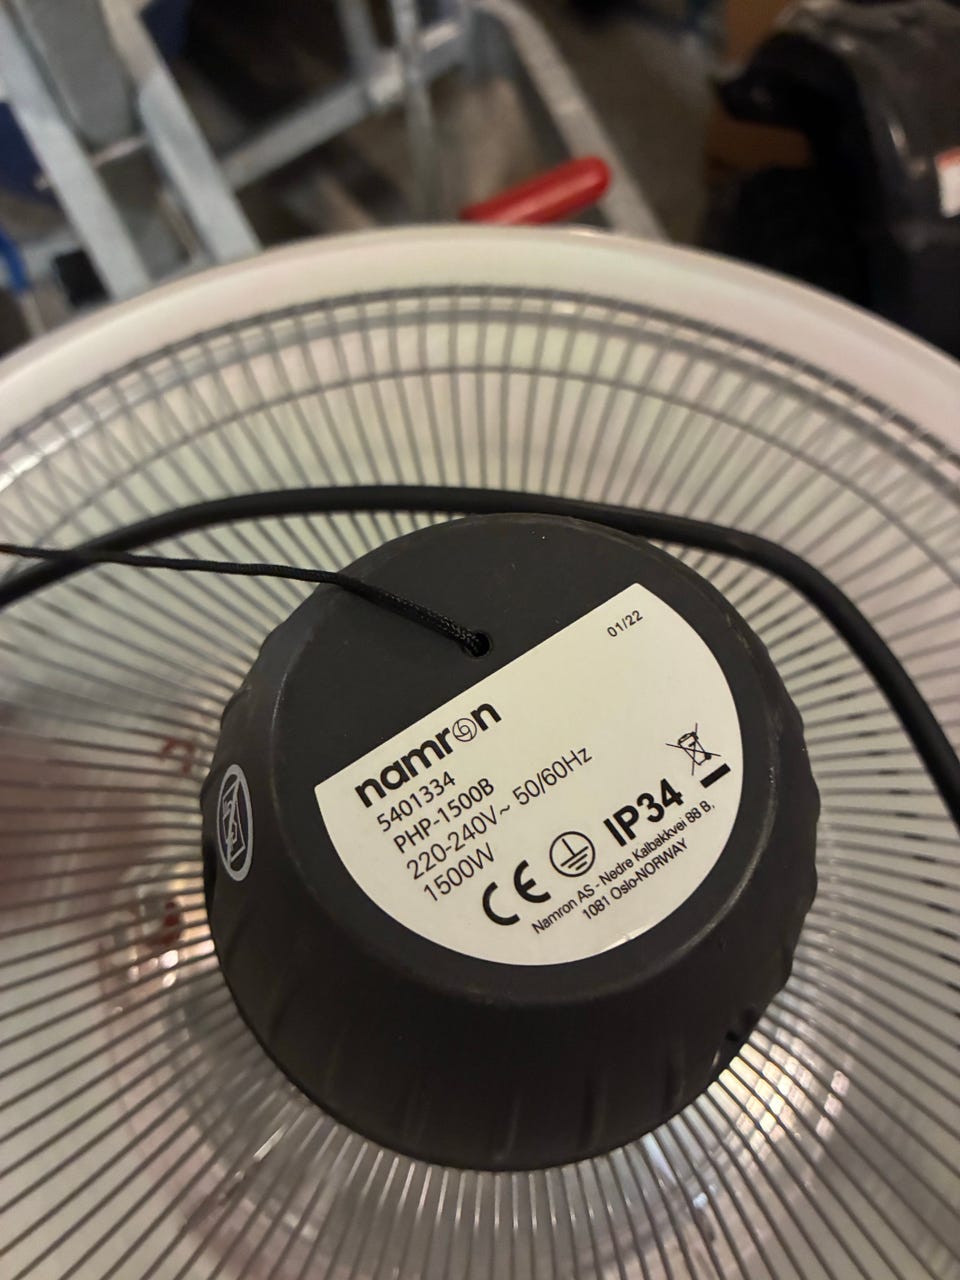 01/22
namron
5401334
PHP-1500B
220-240V~ 50/60Hz
1500W
CE
IP34
Namron AS - Nedre Kalbakkvei 88 B,
1081 Oslo-NORWAY